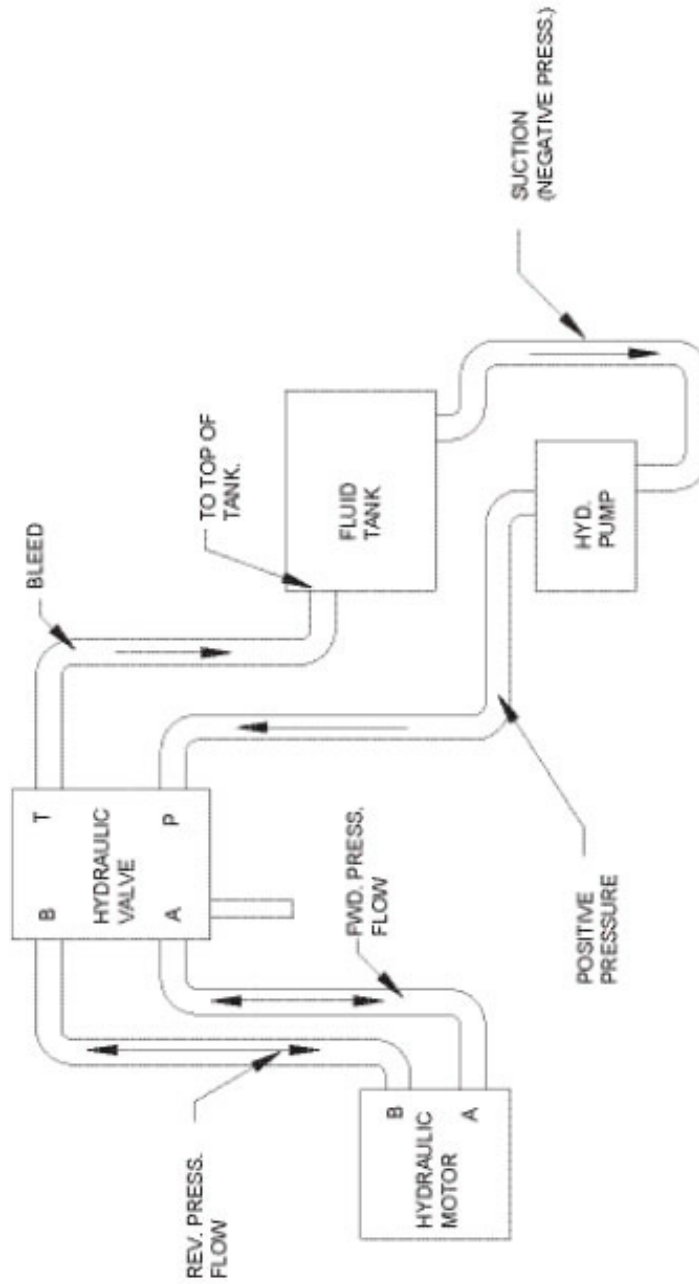 BLEED
TO TOP OF
TANK.
B
T
HYDRAULIC
VALVE
A
P
REV. PRESS.
FLOW
FWD. PRESS.
FLOW
FLUID
TANK
SUCTION
(NEGATIVE PRESS.)
B
HYDRAULIC
MOTOR
A
HYD.
PUMP
POSITIVE
PRESSURE